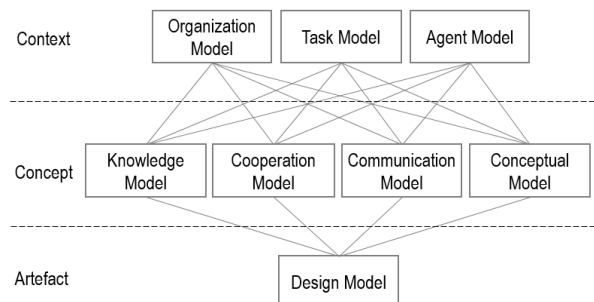 Context
Organization
Model
Task Model
Agent Model
Concept
Knowledge
Model
Cooperation
Model
Communication
Model
Conceptual
Model
Artefact
Design Model